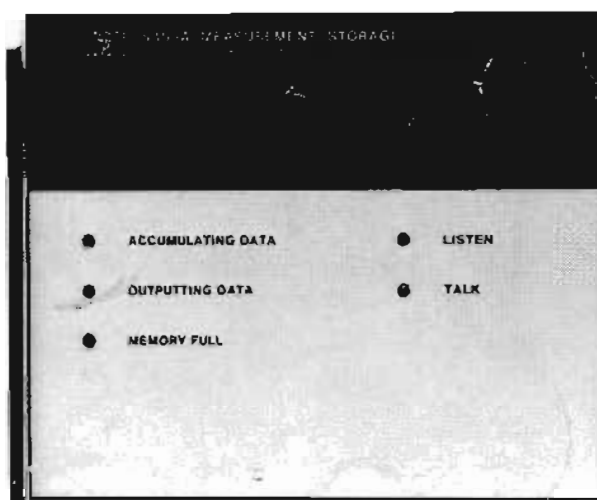 MEASUREMENT STORAGE
ACCUMULATING DATA
LISTEN
OUTPUTTING DATA
TALK
MEMORY FULL